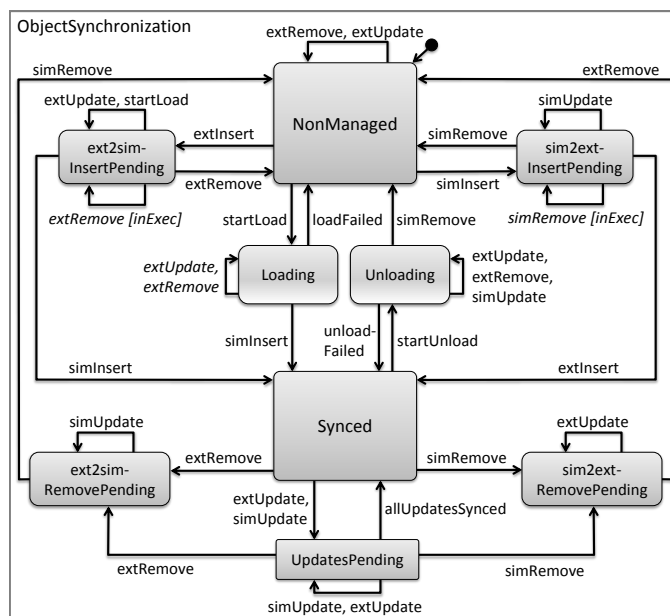 ObjectSynchronization
extRemove, extUpdate
simRemove
extRemove
extUpdate, startLoad
simUpdate
NonManaged
extInsert
simRemove
ext2sim-
InsertPending
sim2ext-
InsertPending
extRemove
simInsert
extRemove [inExec]
simRemove [inExec]
startLoad
loadFailed
simRemove
extUpdate,
extRemove
Loading
Unloading
extUpdate,
extRemove,
simUpdate
simInsert
unload-
Failed
startUnload
simInsert
extInsert
simUpdate
Synced
extUpdate
ext2sim-
RemovePending
extRemove
simRemove
sim2ext-
RemovePending
extUpdate,
simUpdate
allUpdatesSynced
UpdatesPending
extRemove
simRemove
simUpdate, extUpdate